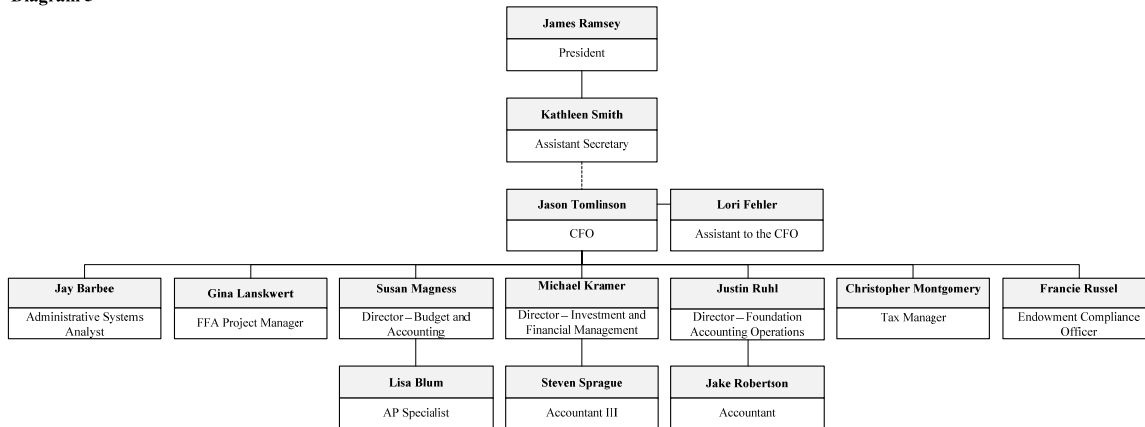 James Ramsey
President
Kathleen Smith
Assistant Secretary
Jason Tomlinson
CFO
Lori Fehler
Assistant to the CFO
Jay Barbee
Administrative Systems
Analyst
Gina Lanskwert
FFA Project Manager
Susan Magness
Director – Budget and
Accounting
Michael Kramer
Director – Investment and
Financial Management
Justin Ruhl
Director – Foundation
Accounting Operations
Christopher Montgomery
Tax Manager
Francie Russel
Endowment Compliance
Officer
Lisa Blum
AP Specialist
Steven Sprague
Accountant III
Jake Robertson
Accountant